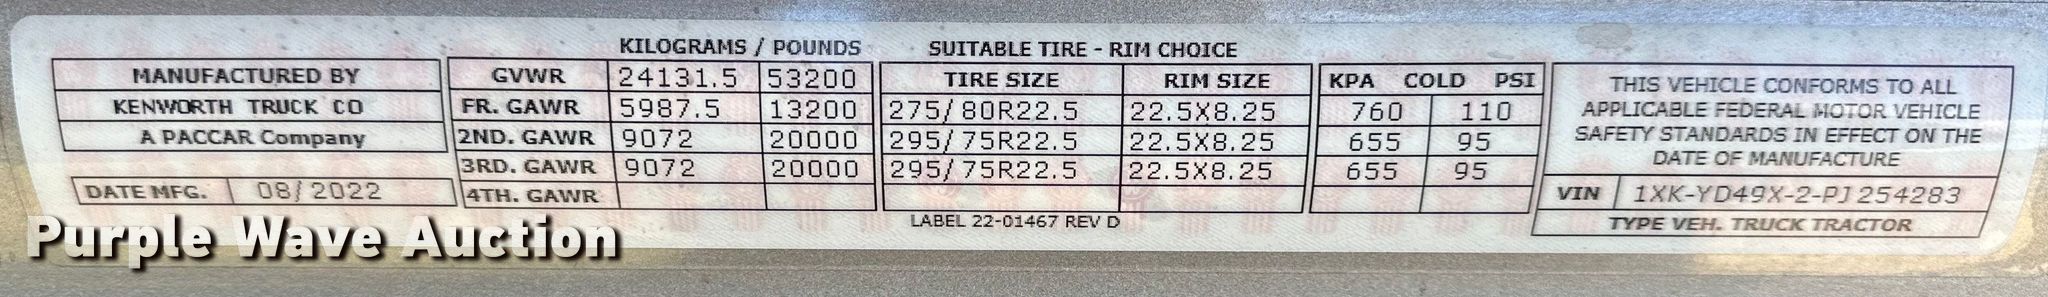 KILOGRAMS / POUNDS SUITABLE TIRE - RIM CHOICE
MANUFACTURED BY
KENWORTH TRUCK CO
A PACCAR Company
DATE MFG. 08/2022
GVWR 24131.5 53200 TIRE SIZE RIM SIZE KPA COLD PSI
FR. GAWR 5987.5 13200 275/80R22.5 22.5X8.25 760 110
2ND. GAWR 9072 20000 295/75R22.5 22.5X8.25 655 95
3RD. GAWR 9072 20000 295/75R22.5 22.5X8.25 655 95
4TH. GAWR
LABEL 22-01467 REV D
THIS VEHICLE CONFORMS TO ALL
APPLICABLE FEDERAL MOTOR VEHICLE
SAFETY STANDARDS IN EFFECT ON THE
DATE OF MANUFACTURE
VIN 1XK-YD49X-2-PJ254283
TYPE VEH. TRUCK TRACTOR
Purple Wave Auction